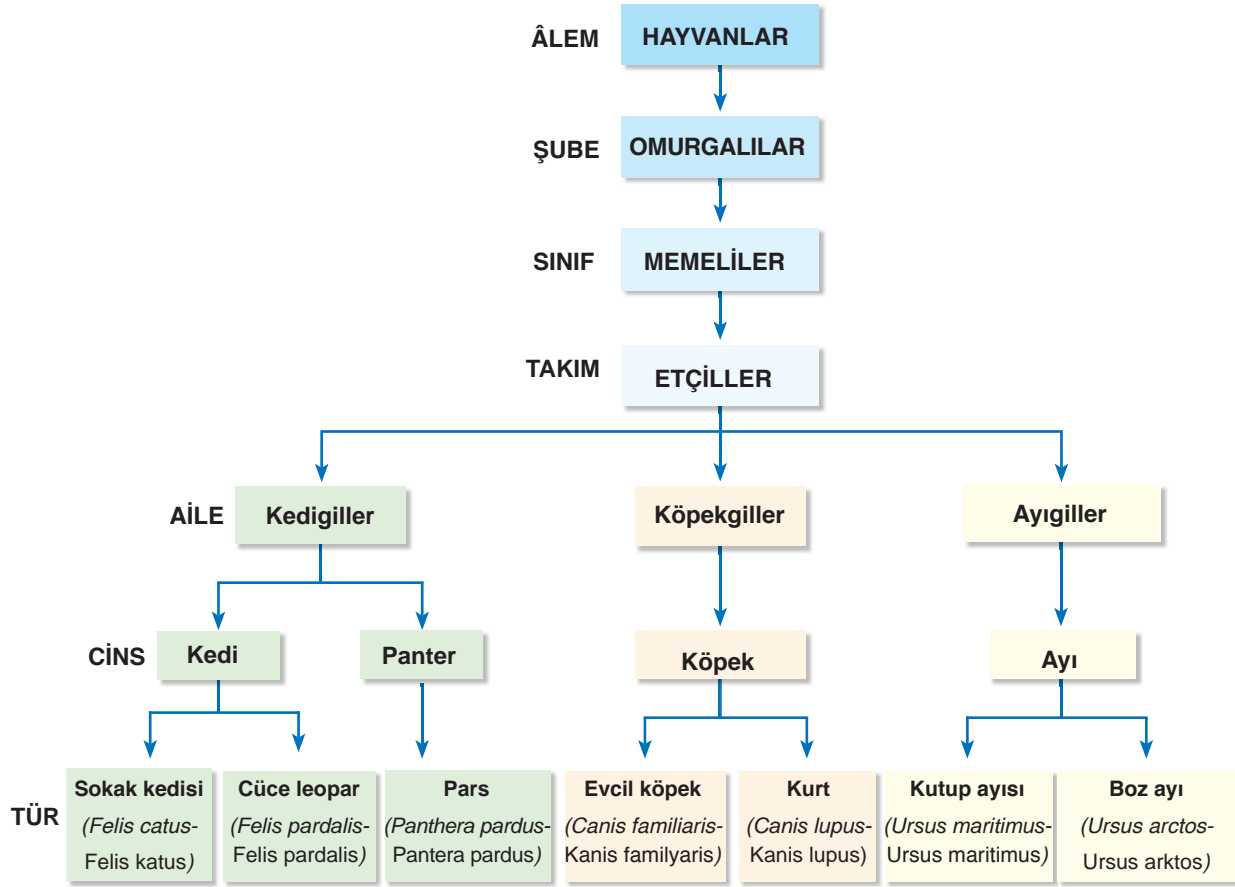 ÂLEM HAYVANLAR
ŞUBE OMURGALILAR
SINIF MEMELİLER
TAKIM ETÇİLLER
AİLE Kedigiller Köpekgiller Ayıgiller
CİNS Kedi Panter Köpek Ayı
TÜR
Sokak kedisi
(Felis catus-
Felis katus)
Cüce leopar
(Felis pardalis-
Felis pardalis)
Pars
(Panthera pardus-
Pantera pardus)
Evcil köpek
(Canis familiaris-
Kanis familyaris)
Kurt
(Canis lupus-
Kanis lupus)
Kutup ayısı
(Ursus maritimus-
Ursus maritimus)
Boz ayı
(Ursus arctos-
Ursus arktos)